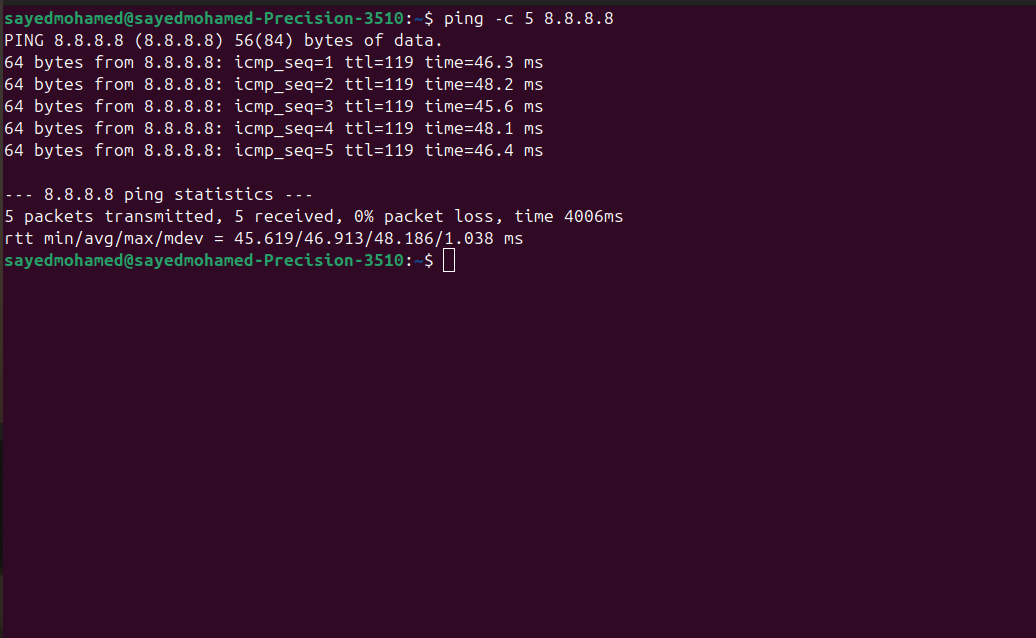 sayedmohamed@sayedmohamed-Precision-3510:~$ ping -c 5 8.8.8.8
PING 8.8.8.8 (8.8.8.8) 56(84) bytes of data.
64 bytes from 8.8.8.8: icmp_seq=1 ttl=119 time=46.3 ms
64 bytes from 8.8.8.8: icmp_seq=2 ttl=119 time=48.2 ms
64 bytes from 8.8.8.8: icmp_seq=3 ttl=119 time=45.6 ms
64 bytes from 8.8.8.8: icmp_seq=4 ttl=119 time=48.1 ms
64 bytes from 8.8.8.8: icmp_seq=5 ttl=119 time=46.4 ms

--- 8.8.8.8 ping statistics ---
5 packets transmitted, 5 received, 0% packet loss, time 4006ms
rtt min/avg/max/mdev = 45.619/46.913/48.186/1.038 ms
sayedmohamed@sayedmohamed-Precision-3510:~$